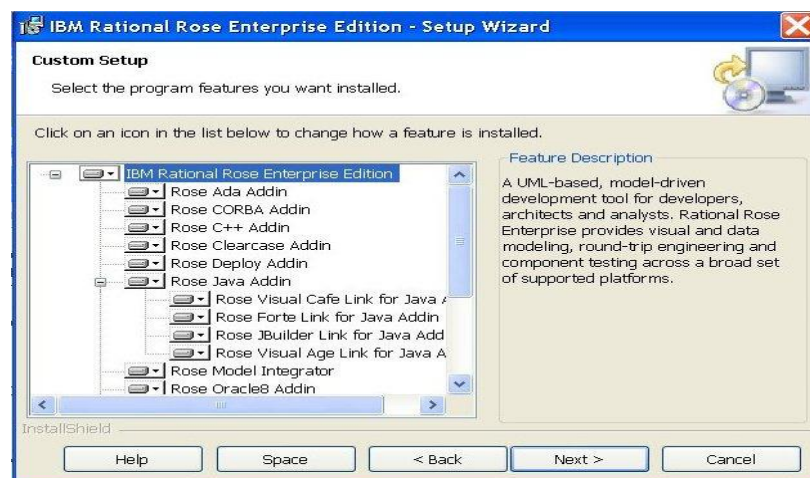 IBM Rational Rose Enterprise Edition - Setup Wizard
Custom Setup
Select the program features you want installed.
Click on an icon in the list below to change how a feature is installed.
IBM Rational Rose Enterprise Edition
Rose Ada Addin
Rose CORBA Addin
Rose C++ Addin
Rose Clearcase Addin
Rose Deploy Addin
Rose Java Addin
Rose Visual Cafe Link for Java A
Rose Forte Link for Java Addin
Rose JBuilder Link for Java Add
Rose Visual Age Link for Java A
Rose Model Integrator
Rose Oracle8 Addin
Feature Description
A UML-based, model-driven
development tool for developers,
architects and analysts. Rational Rose
Enterprise provides visual and data
modeling, round-trip engineering and
component testing across a broad set
of supported platforms.
InstallShield
Help
Space
< Back
Next >
Cancel